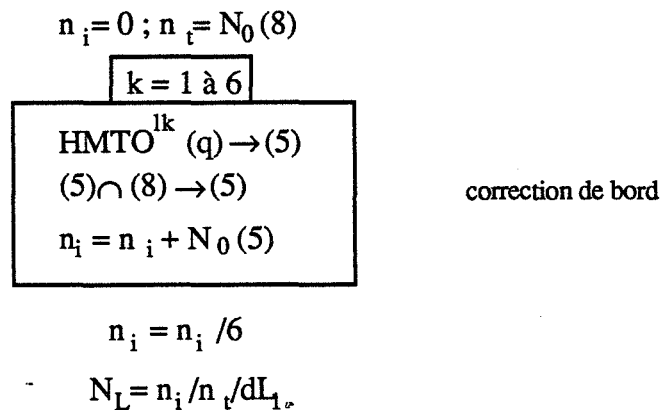 n_i = 0 ; n_t = N_0 (8)
k = 1 à 6
HMTO^{lk} (q) → (5)
(5)∩ (8) → (5)
correction de bord
n_i = n_i + N_0 (5)
n_i = n_i /6
N_L = n_i /n_t /dL_1